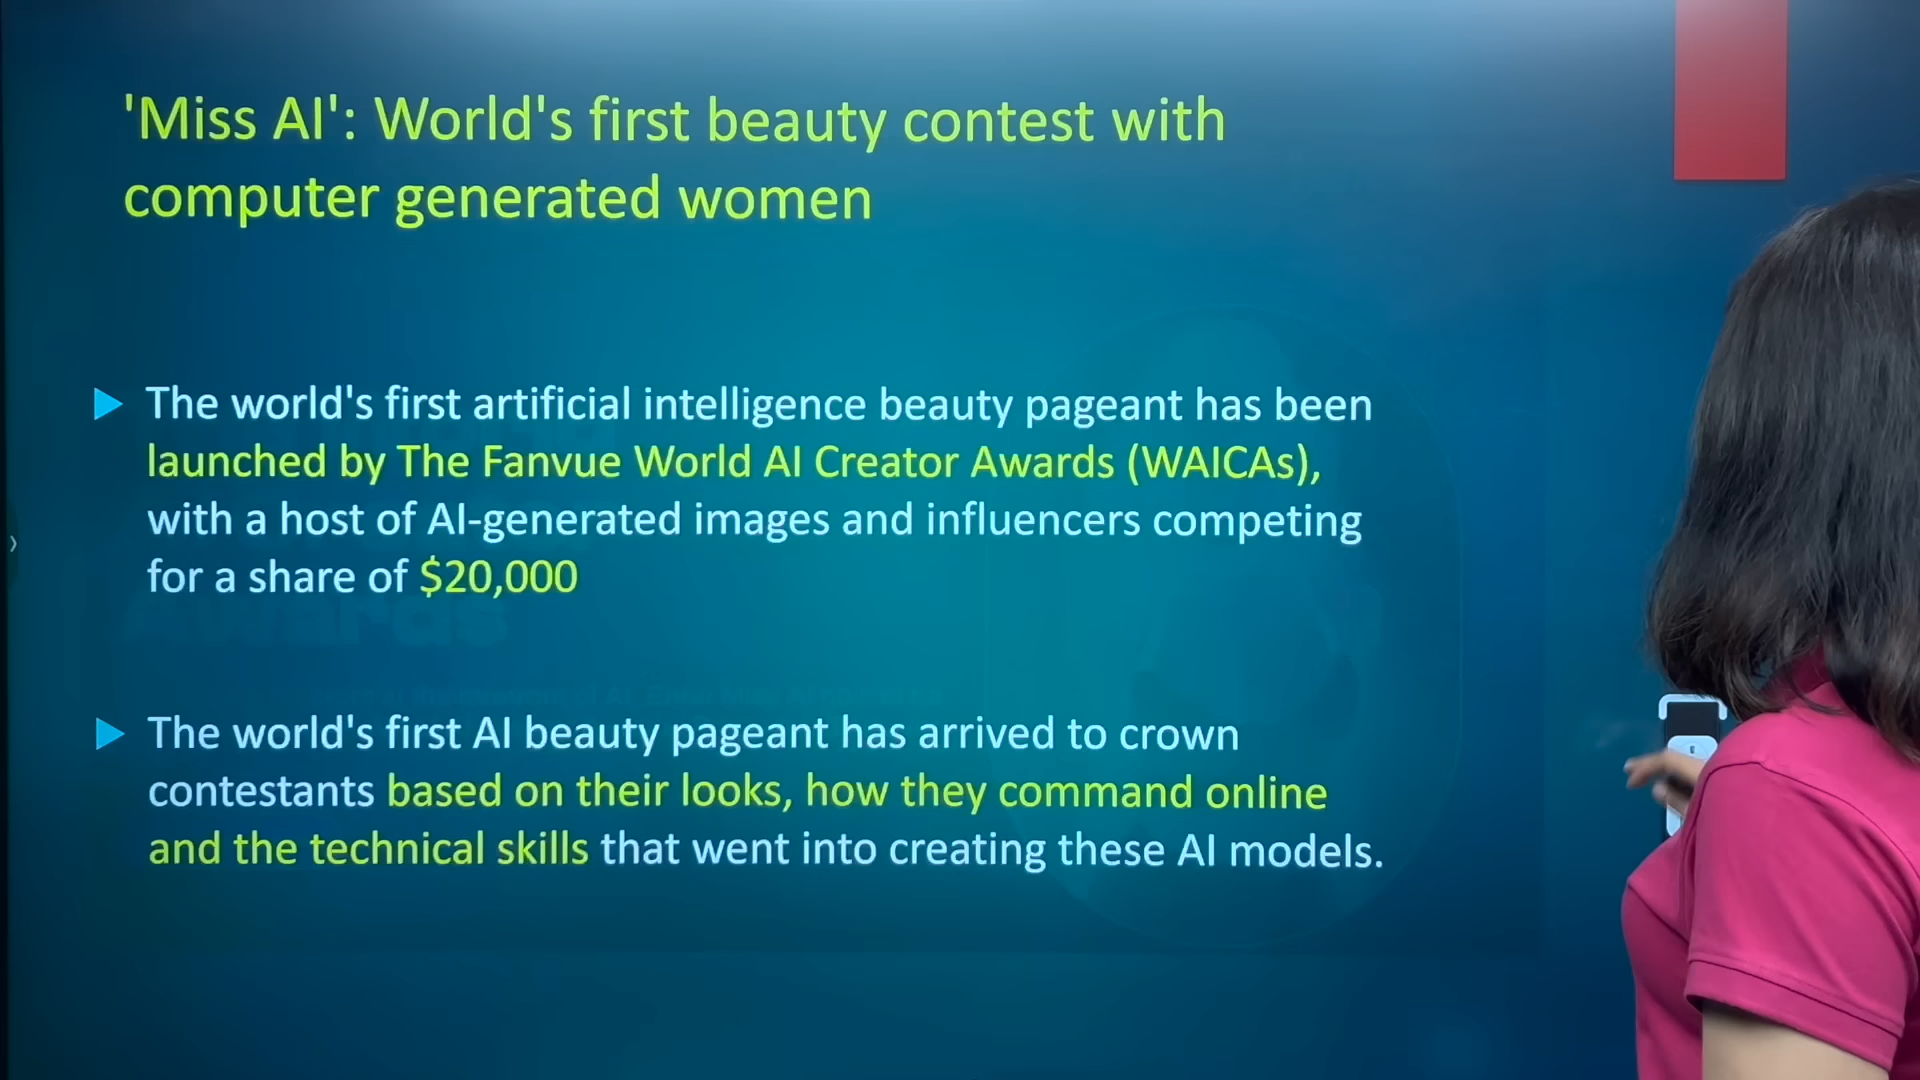 'Miss AI': World's first beauty contest with
computer generated women
The world's first artificial intelligence beauty pageant has been
launched by The Fanvue World AI Creator Awards (WAICAs),
with a host of AI-generated images and influencers competing
for a share of $20,000
Awards
The world's first AI beauty pageant has arrived to crown
contestants based on their looks, how they command online
and the technical skills that went into creating these AI models.